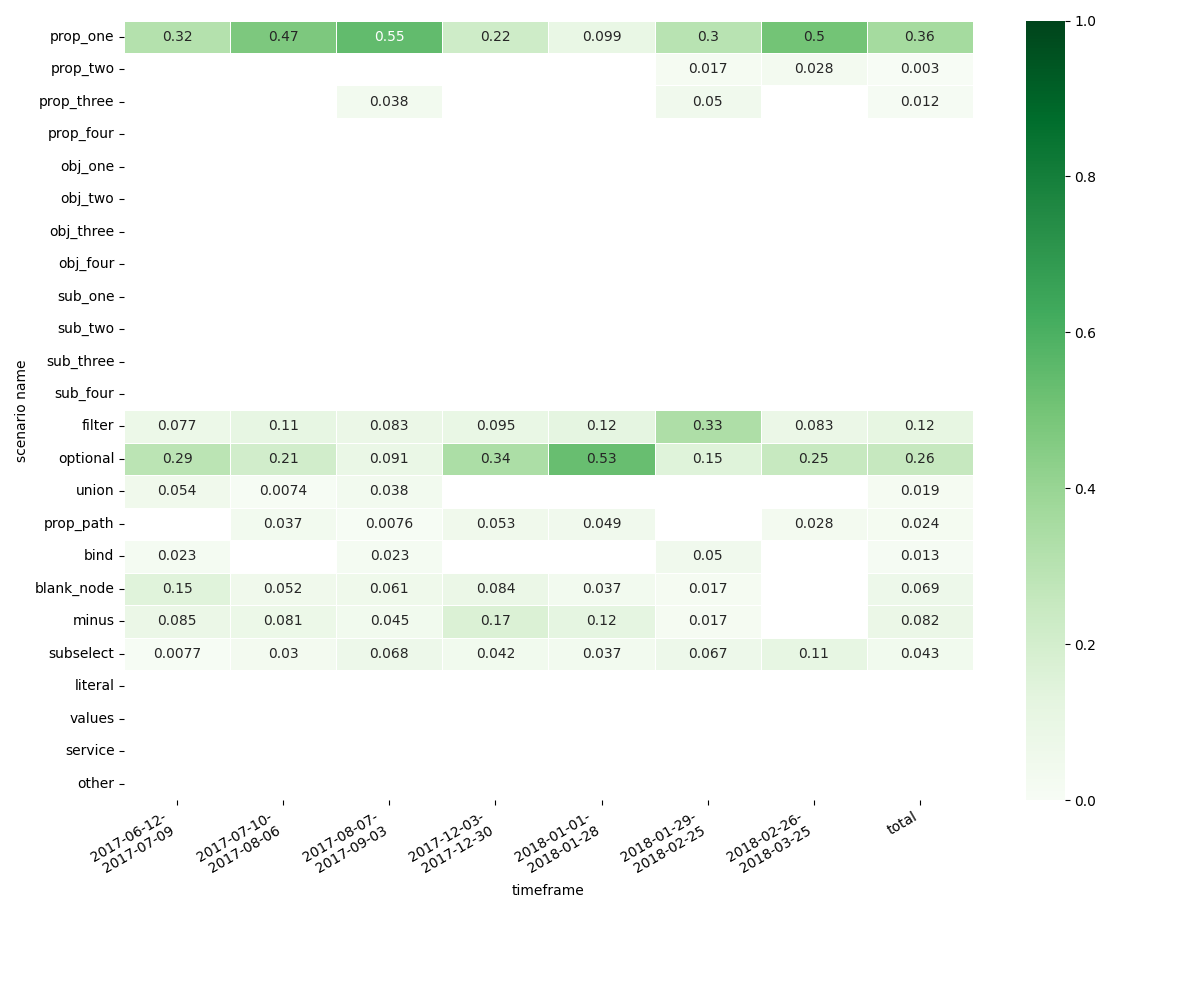 prop_one 0.32 0.47 0.55 0.22 0.099 0.3 0.5 0.36
prop_two 0.017 0.028 0.003
prop_three 0.038 0.05 0.012
prop_four
obj_one
obj_two
obj_three
obj_four
sub_one
sub_two
sub_three
sub_four
filter 0.077 0.11 0.083 0.095 0.12 0.33 0.083 0.12
optional 0.29 0.21 0.091 0.34 0.53 0.15 0.25 0.26
union 0.054 0.0074 0.038 0.019
prop_path 0.037 0.0076 0.053 0.049 0.028 0.024
bind 0.023 0.023 0.05 0.013
blank_node 0.15 0.052 0.061 0.084 0.037 0.017 0.069
minus 0.085 0.081 0.045 0.17 0.12 0.017 0.082
subselect 0.0077 0.03 0.068 0.042 0.037 0.067 0.11 0.043
literal
values
service
other
scenario name
2017-06-12-
2017-07-09
2017-07-10-
2017-08-06
2017-08-07-
2017-09-03
2017-12-03-
2017-12-30
2018-01-01-
2018-01-28
2018-01-29-
2018-02-25
2018-02-26-
2018-03-25
total
timeframe
1.0
0.8
0.6
0.4
0.2
0.0